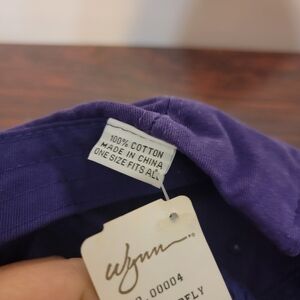 100% COTTON
MADE IN CHINA
ONE SIZE FITS ALL
Wynn
.00004